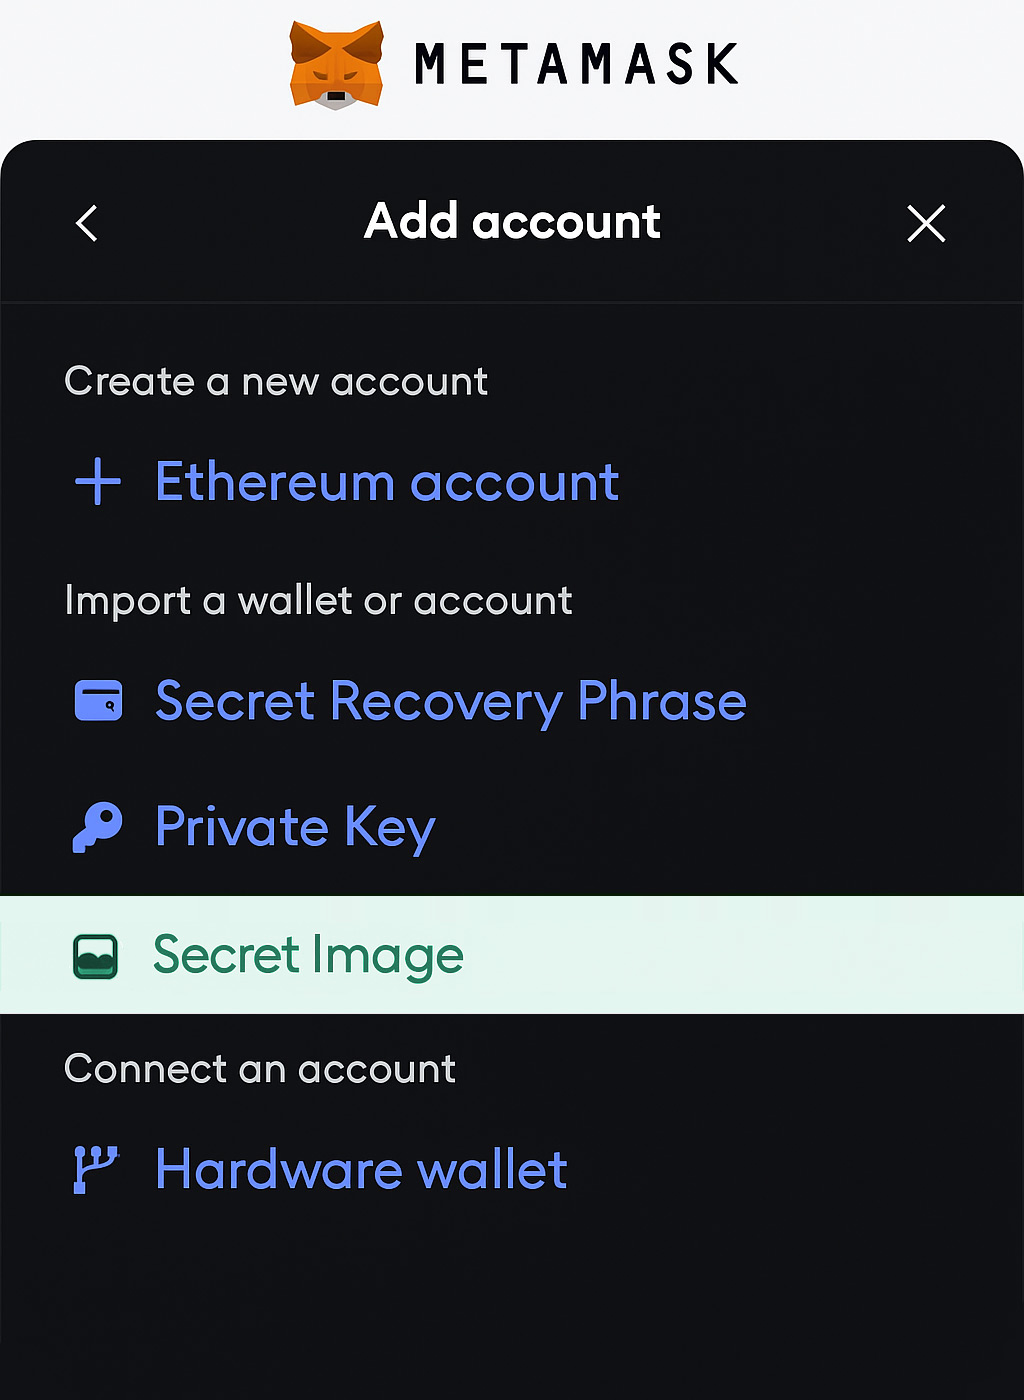 METAMASK
Add account
Create a new account
Ethereum account
Import a wallet or account
Secret Recovery Phrase
Private Key
Secret Image
Connect an account
Hardware wallet